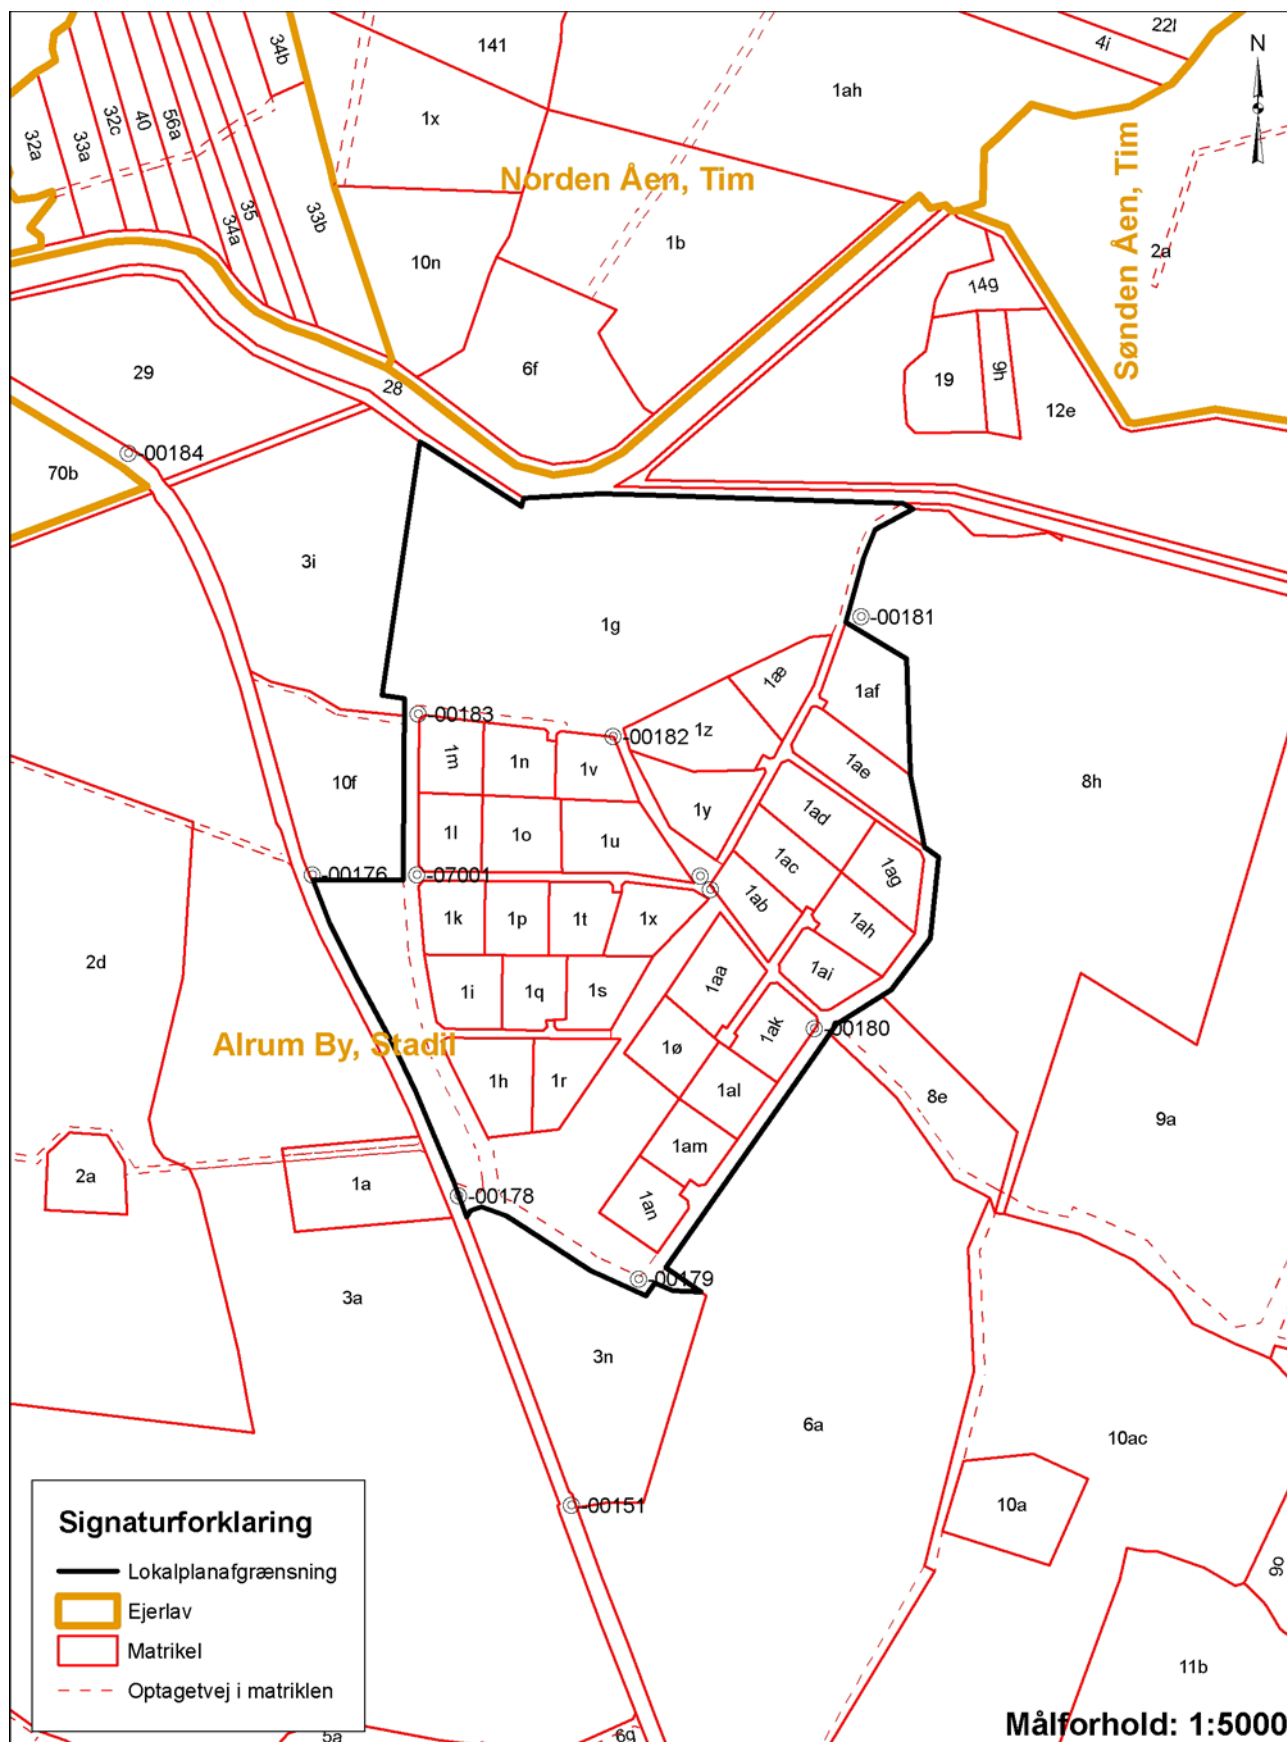 34b
141
22l
4i
N
1ah
32a
33a
32c
40
56a
1x
Norden Åen, Tim
Sønden Åen, Tim
34a
35
33b
1b
2a
10n
14g
29
28
6f
19
9h
12e
-00184
70b
3i
1g
-00181
1æ
1af
-00183
-00182
1z
1m
1n
1v
1ae
10f
8h
1y
1ad
1l
1o
1u
1ac
1ag
-00176
-07001
1ab
1k
1p
1t
1x
1ah
2d
1i
1q
1s
1aa
1ai
Alrum By, Stadil
1ø
1ak
-00180
1h
1r
1al
8e
9a
1am
2a
1a
-00178
1an
-00179
3a
3n
6a
10ac
10a
-00151
9o
11b
Signaturforklaring
Lokalplanafgrænsning
Ejerlav
Matrikel
Optagetvej i matriklen
5a
6g
Målforhold: 1:5000